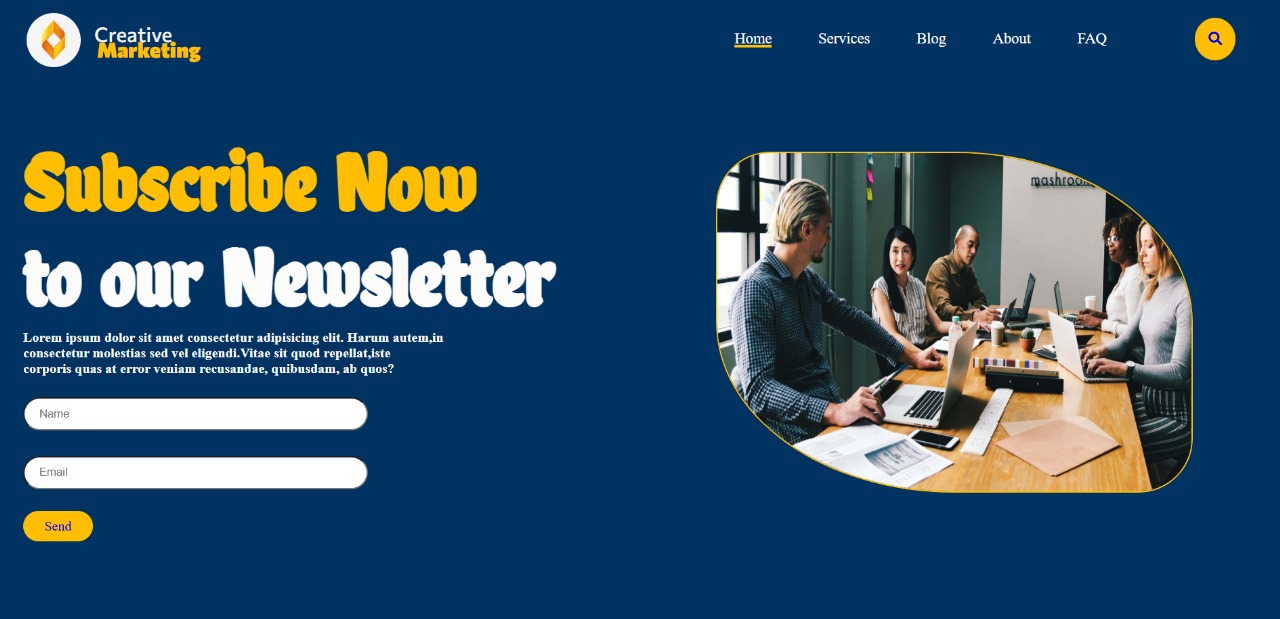 Creative
Marketing
Home
Services
Blog
About
FAQ
Subscribe Now
to our Newsletter
Lorem ipsum dolor sit amet consectetur adipisicing elit. Harum autem,in
consectetur molestias sed vel eligendi.Vitae sit quod repellat,iste
corporis quas at error veniam recusandae, quibusdam, ab quos?
Name
Email
Send